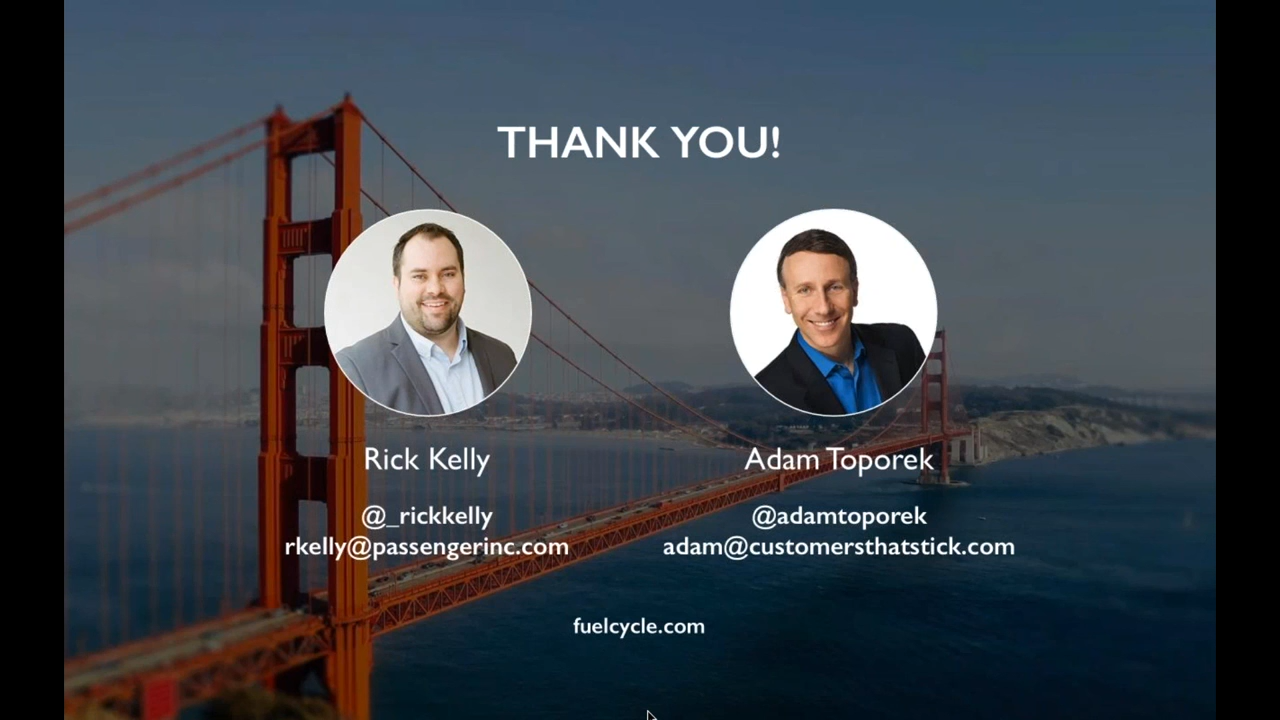 THANK YOU!
Rick Kelly
@_rickkelly
rkelly@passengerinc.com
Adam Toporek
@adamtoporek
adam@customersthatstick.com
fuelcycle.com